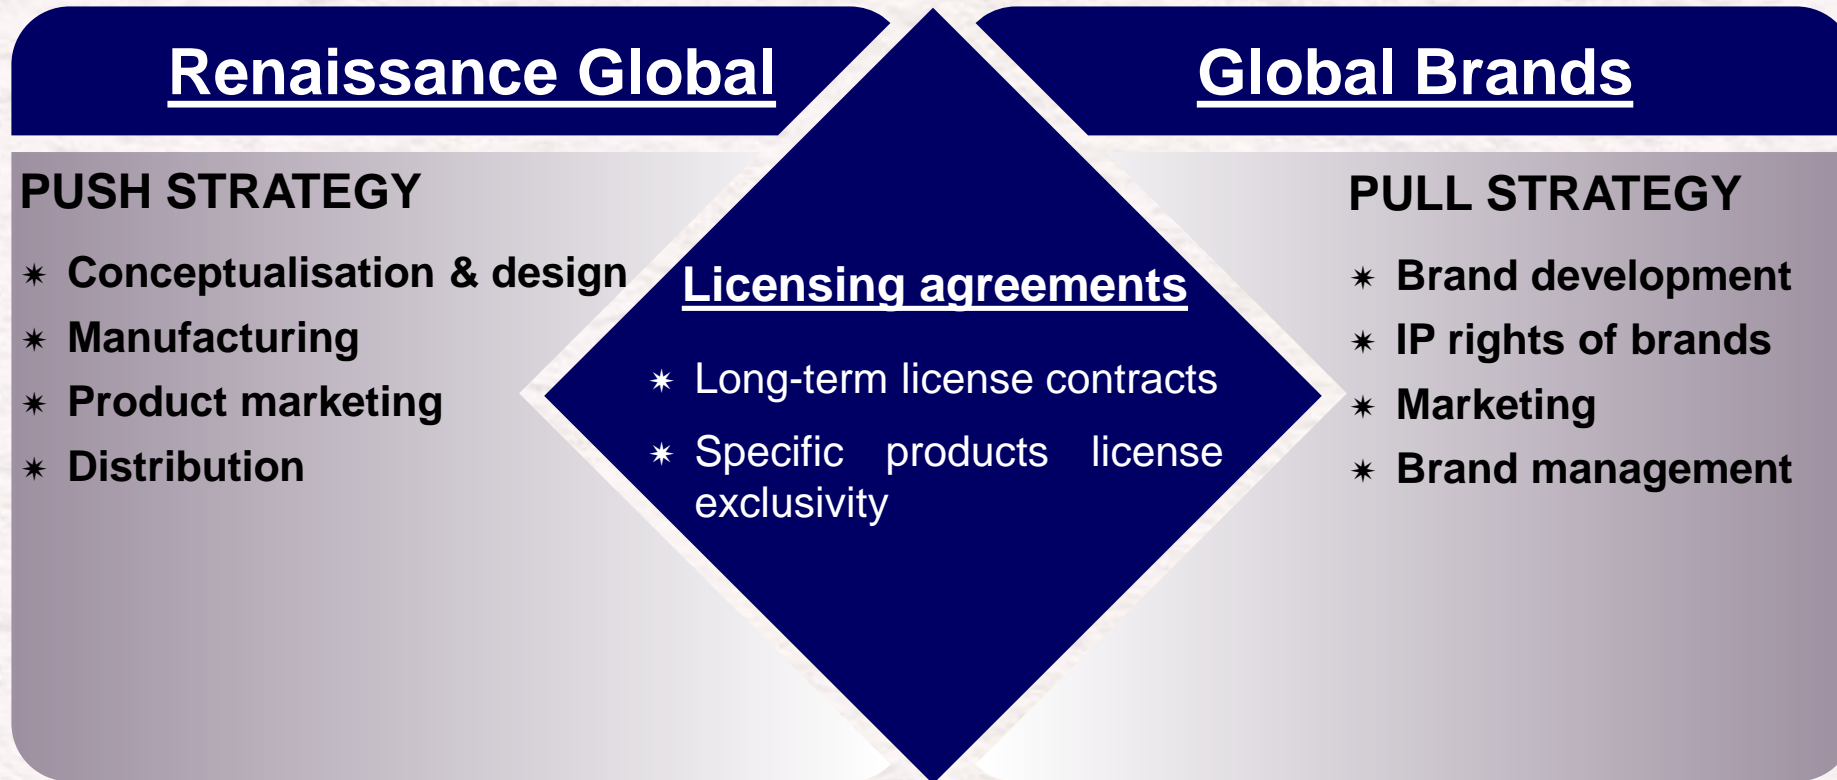 Renaissance Global
PUSH STRATEGY
✷ Conceptualisation & design
✷ Manufacturing
✷ Product marketing
✷ Distribution
Licensing agreements
✷ Long-term license contracts
✷ Specific products license
exclusivity
Global Brands
PULL STRATEGY
✷ Brand development
✷ IP rights of brands
✷ Marketing
✷ Brand management